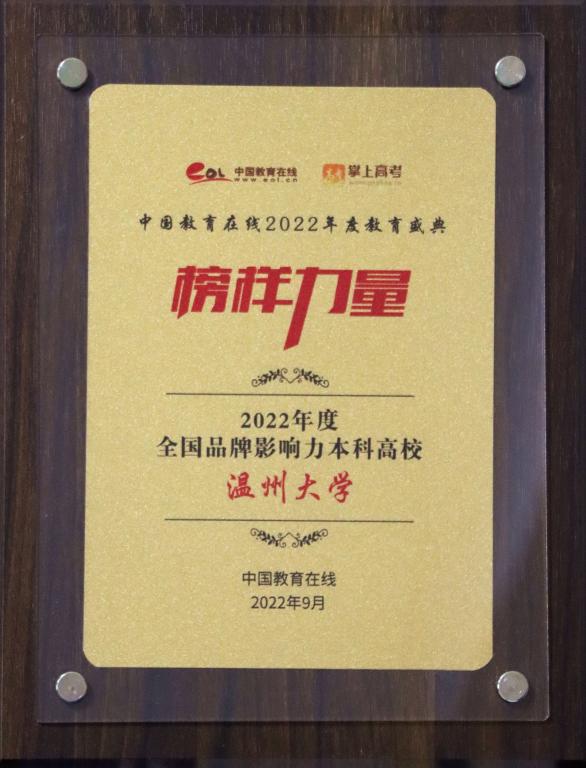 eOL 中国教育在线 掌上高考
www.eol.cn
中国教育在线2022年度教育盛典
榜样力量
2022年度
全国品牌影响力本科高校
温州大学
中国教育在线
2022年9月